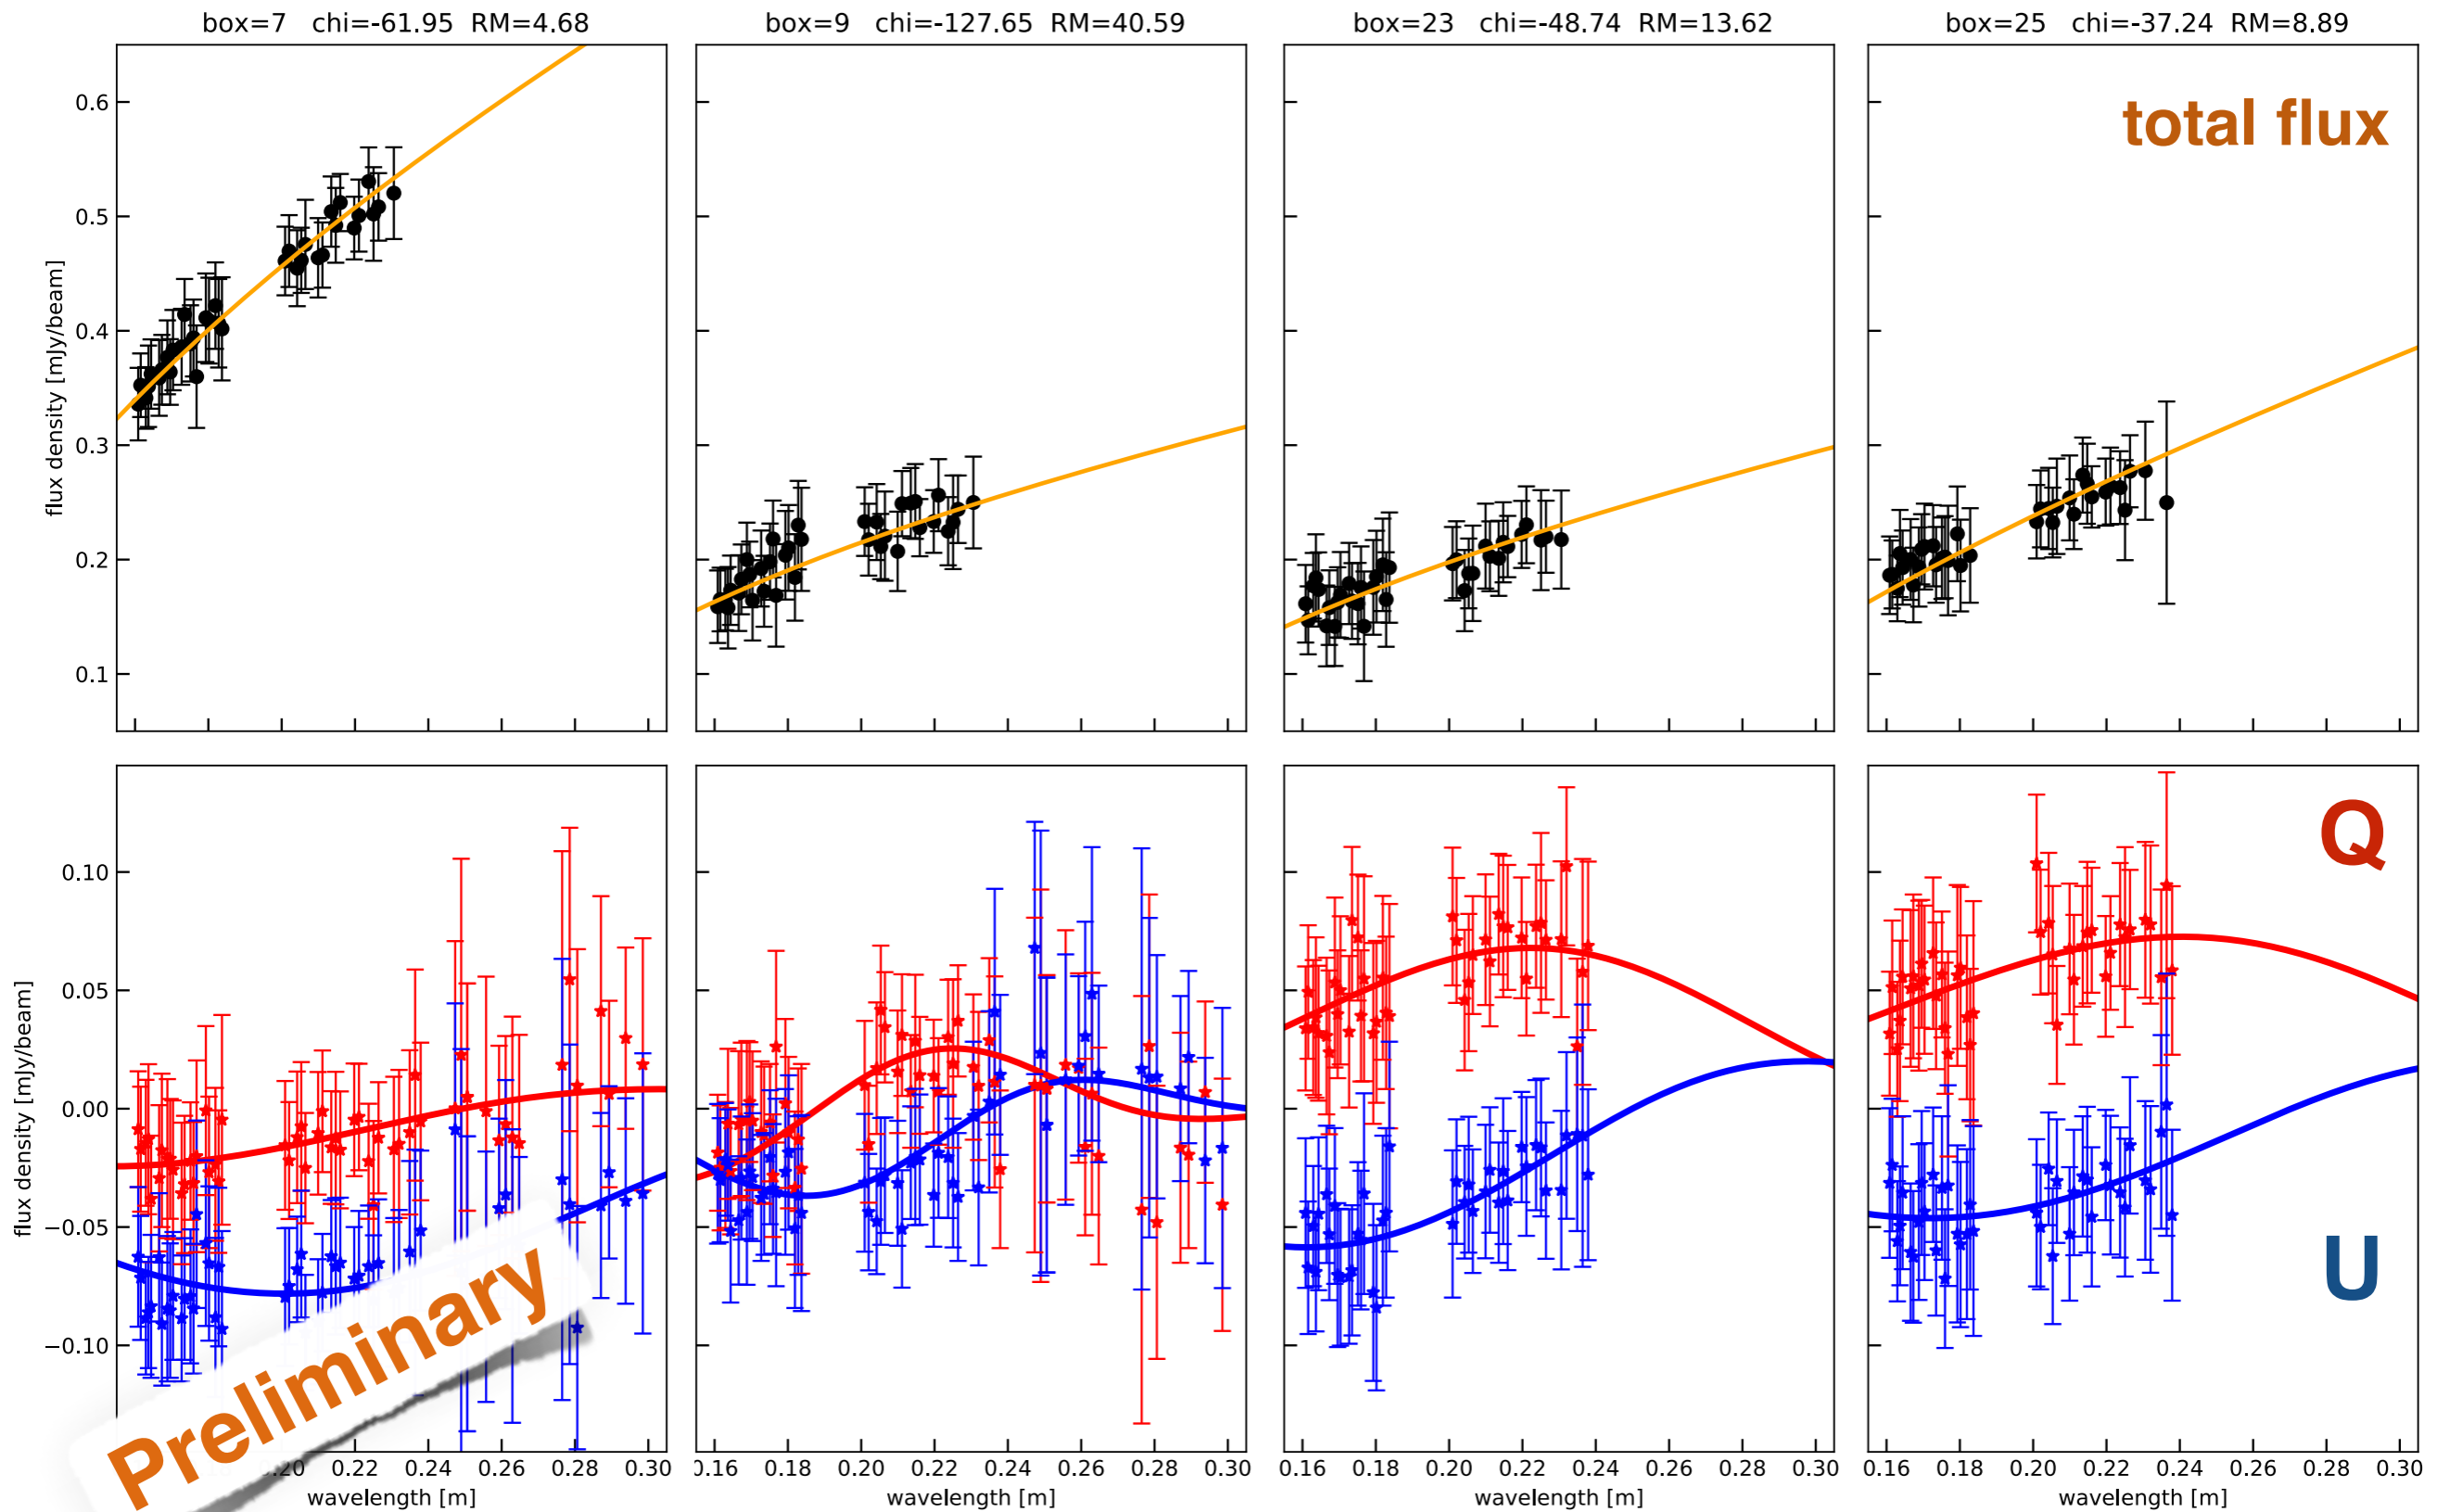 box=7 chi=-61.95 RM=4.68
box=9 chi=-127.65 RM=40.59
box=23 chi=-48.74 RM=13.62
box=25 chi=-37.24 RM=8.89
total flux
0.6
0.5
0.4
0.3
0.2
0.1
flux density [mJy/beam]
Q
U
0.10
0.05
0.00
−0.05
−0.10
flux density [mJy/beam]
Preliminary
.20 0.22 0.24 0.26 0.28 0.30
wavelength [m]
0.16 0.18 0.20 0.22 0.24 0.26 0.28 0.30
wavelength [m]
0.16 0.18 0.20 0.22 0.24 0.26 0.28 0.30
wavelength [m]
0.16 0.18 0.20 0.22 0.24 0.26 0.28 0.30
wavelength [m]